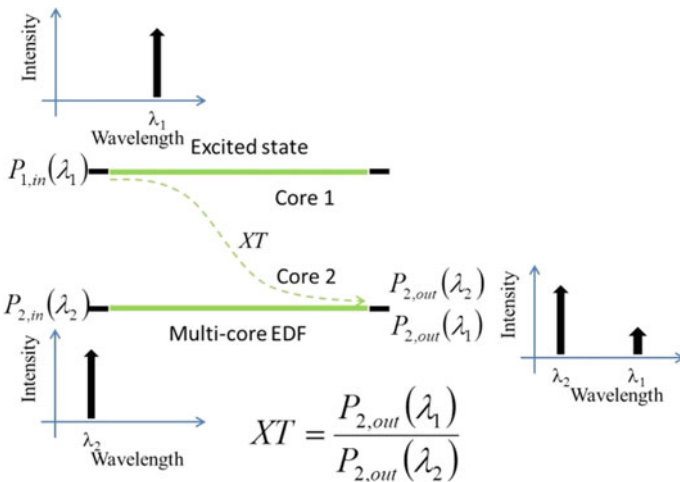 Intensity
λ₁
Wavelength
Excited state
P₁,in(λ₁)
Core 1
XT
Core 2
P₂,in(λ₂)
Multi-core EDF
P₂,out(λ₂)
P₂,out(λ₁)
Intensity
λ₂ λ₁
Wavelength
Intensity
λ₂
Wavelength
XT = P₂,out(λ₁) / P₂,out(λ₂)